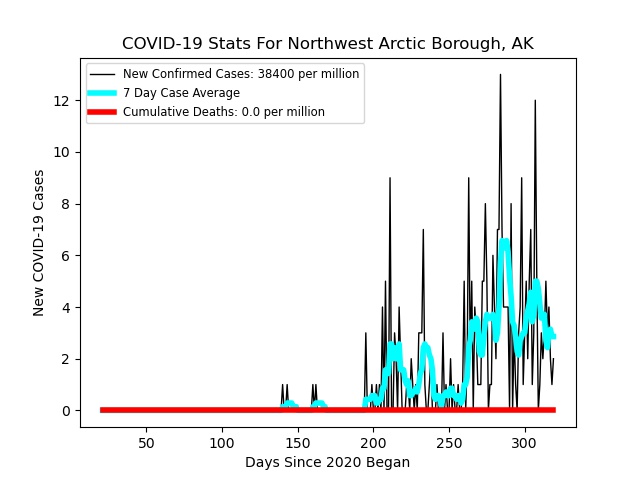 COVID-19 Stats For Northwest Arctic Borough, AK
New Confirmed Cases: 38400 per million
7 Day Case Average
Cumulative Deaths: 0.0 per million
New COVID-19 Cases
12
10
8
6
4
2
0
50 100 150 200 250 300
Days Since 2020 Began